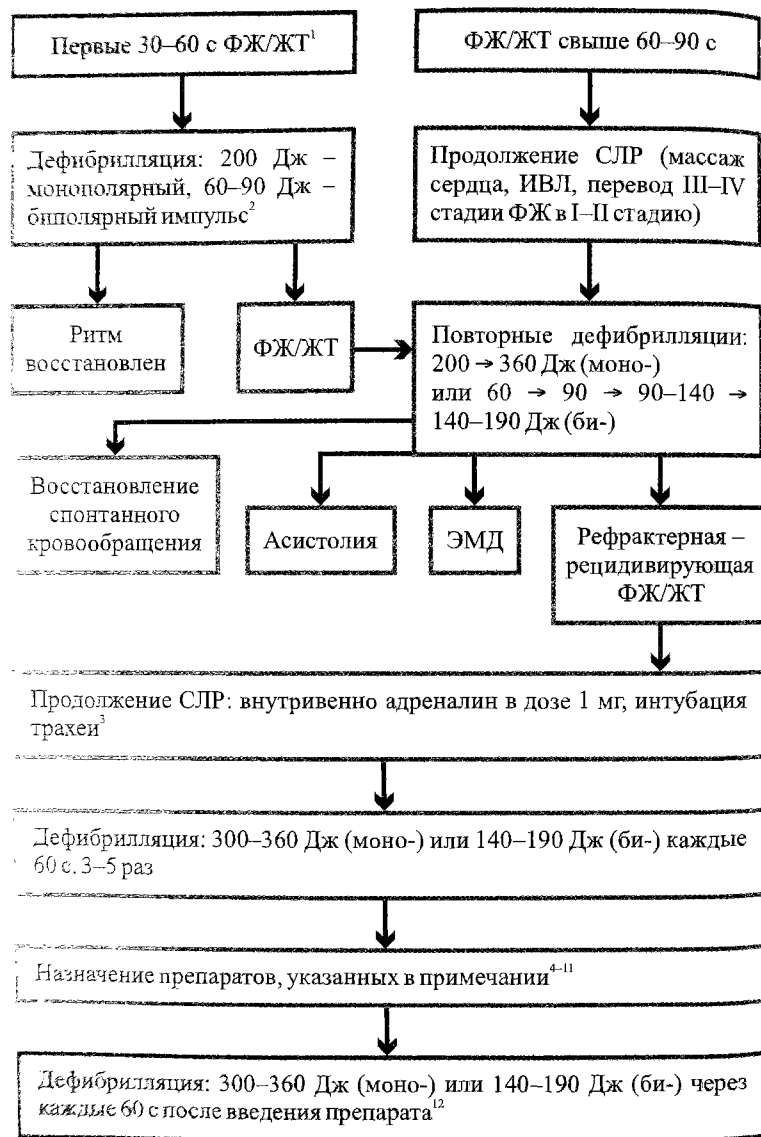 Первые 30–60 с ФЖ/ЖТ¹
ФЖ/ЖТ свыше 60–90 с
Дефибрилляция: 200 Дж –
монополярный, 60–90 Дж –
биполярный импульс²
Продолжение СЛР (массаж
сердца, ИВЛ, перевод III–IV
стадии ФЖ в I–II стадию)
Ритм
восстановлен
ФЖ/ЖТ
Повторные дефибрилляции:
200 → 360 Дж (моно-)
или 60 → 90 → 90–140 →
140–190 Дж (би-)
Восстановление
спонтанного
кровообращения
Асистолия
ЭМД
Рефрактерная –
рецидивирующая
ФЖ/ЖТ
Продолжение СЛР: внутривенно адреналин в дозе 1 мг, интубация
трахеи³
Дефибрилляция: 300–360 Дж (моно-) или 140–190 Дж (би-) каждые
60 с. 3–5 раз
Назначение препаратов, указанных в примечании⁴⁻¹¹
Дефибрилляция: 300–360 Дж (моно-) или 140–190 Дж (би-) через
каждые 60 с после введения препарата¹²